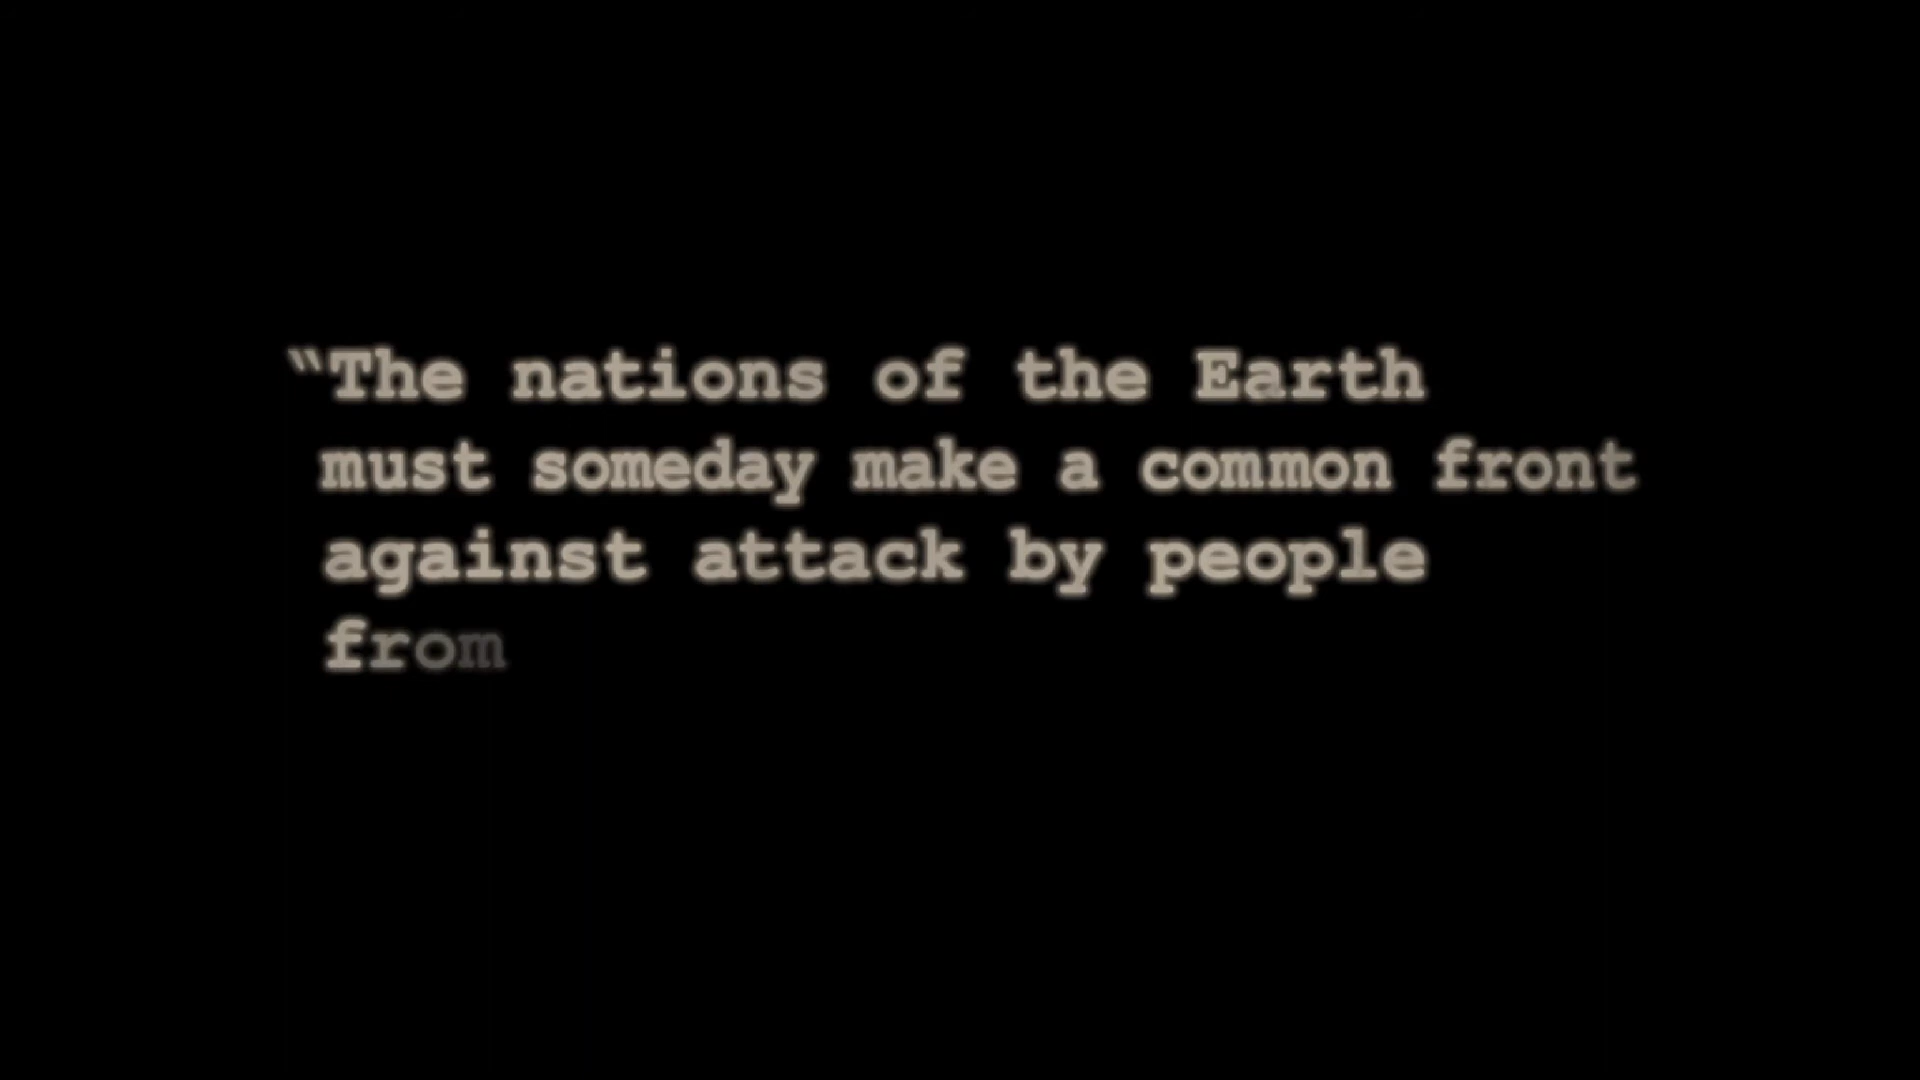 “The nations of the Earth
must someday make a common front
against attack by people
from